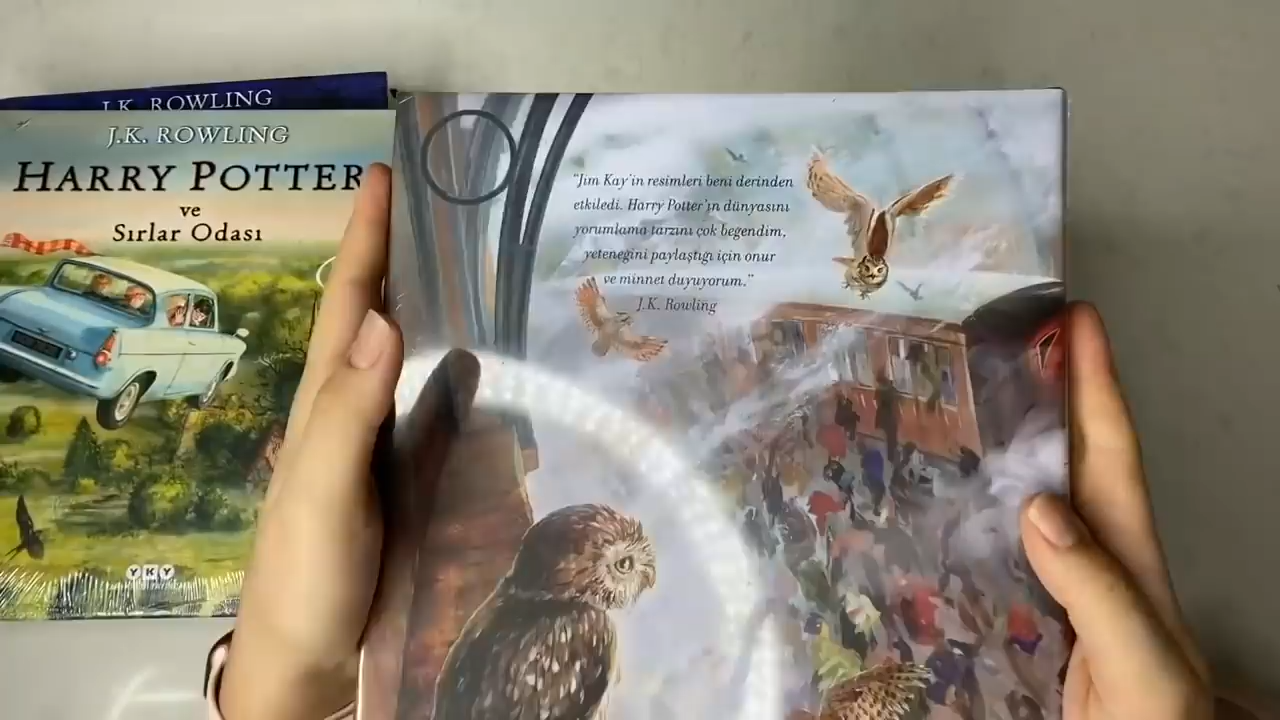 J.K. ROWLING
J.K. ROWLING
HARRY POTTER
ve
Sırlar Odası
YKY
"Jim Kay'in resimleri beni derinden
etkiledi. Harry Potter'ın dünyasını
yorumlama tarzını çok beğendim,
yeteneğini paylaştığı için onur
ve minnet duyuyorum."
J.K. Rowling